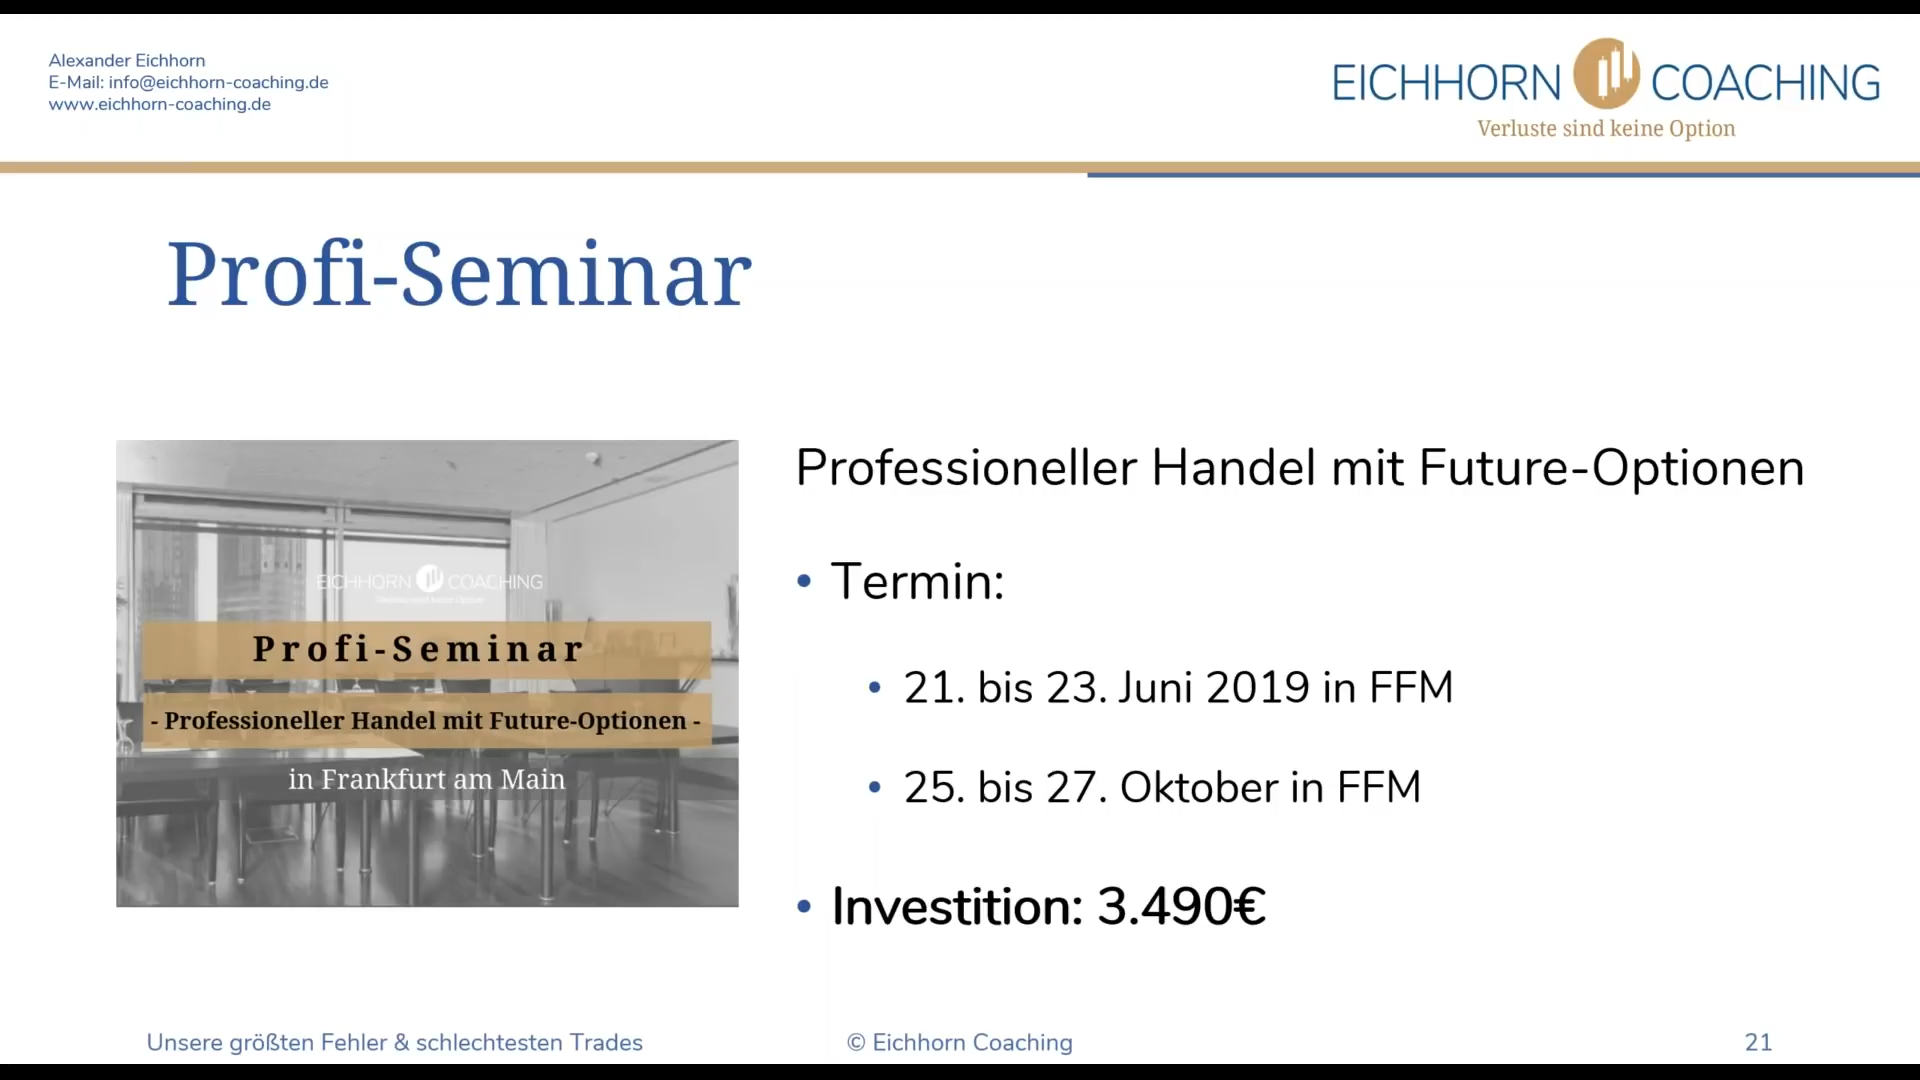 Alexander Eichhorn
E-Mail: info@eichhorn-coaching.de
www.eichhorn-coaching.de
EICHHORN COACHING
Verluste sind keine Option
Profi-Seminar
EICHHORN COACHING
Profi-Seminar
- Professioneller Handel mit Future-Optionen -
in Frankfurt am Main
Professioneller Handel mit Future-Optionen
• Termin:
• 21. bis 23. Juni 2019 in FFM
• 25. bis 27. Oktober in FFM
• Investition: 3.490€
Unsere größten Fehler & schlechtesten Trades
© Eichhorn Coaching
21